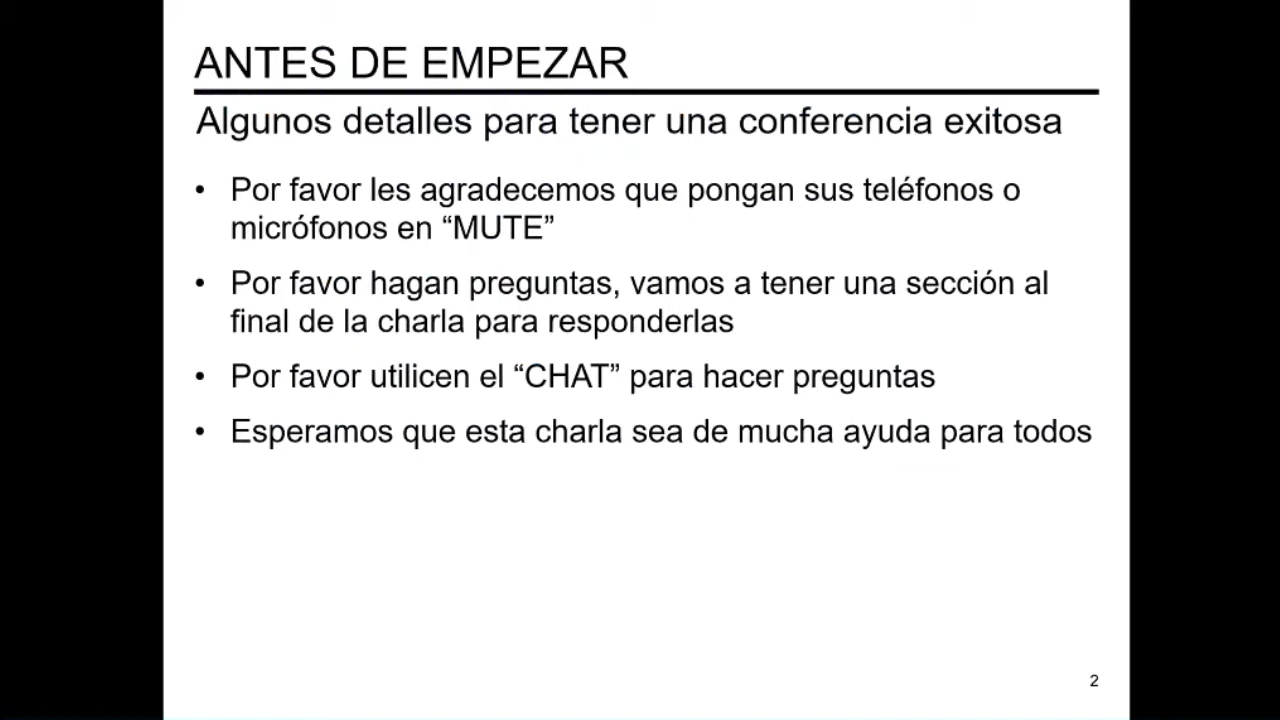 ANTES DE EMPEZAR
Algunos detalles para tener una conferencia exitosa
• Por favor les agradecemos que pongan sus teléfonos o
micrófonos en “MUTE”
• Por favor hagan preguntas, vamos a tener una sección al
final de la charla para responderlas
• Por favor utilicen el “CHAT” para hacer preguntas
• Esperamos que esta charla sea de mucha ayuda para todos
2